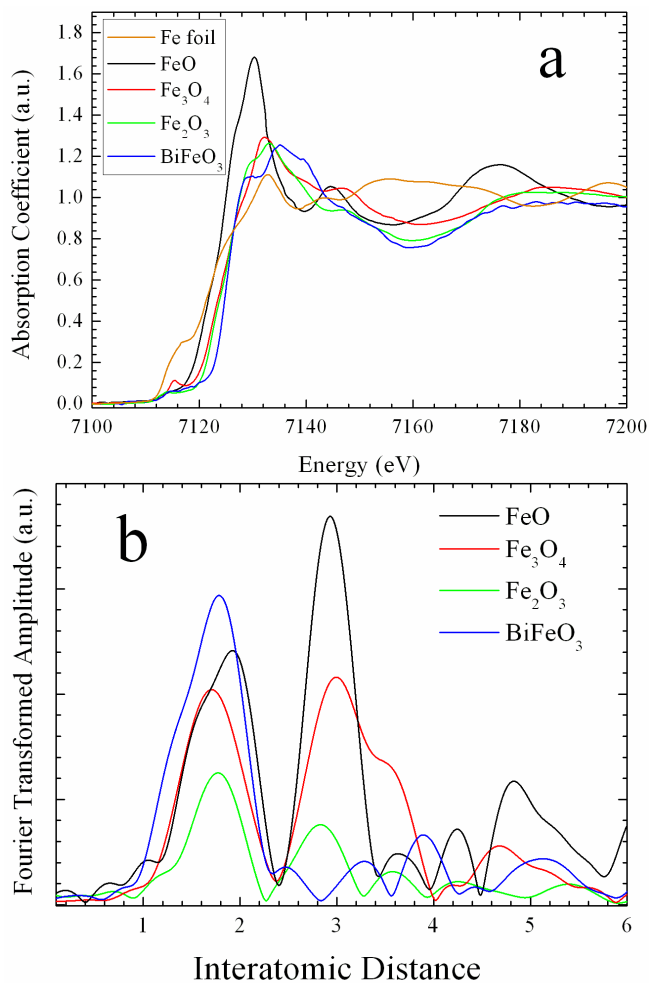 a
Fe foil
FeO
Fe₃O₄
Fe₂O₃
BiFeO₃
Absorption Coefficient (a.u.)
1.8
1.6
1.4
1.2
1.0
0.8
0.6
0.4
0.2
0.0
7100 7120 7140 7160 7180 7200
Energy (eV)
b
FeO
Fe₃O₄
Fe₂O₃
BiFeO₃
Fourier Transformed Amplitude (a.u.)
1 2 3 4 5 6
Interatomic Distance